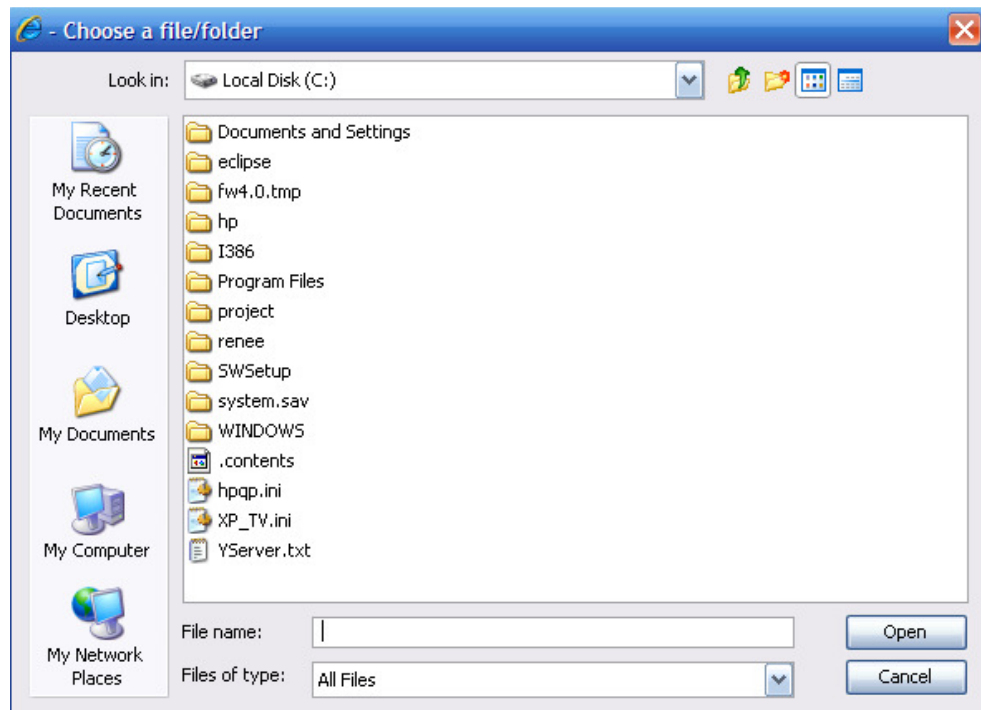 - Choose a file/folder
Look in:
Local Disk (C:)
My Recent
Documents
Desktop
My Documents
My Computer
My Network
Places
Documents and Settings
eclipse
fw4.0.tmp
hp
I386
Program Files
project
renee
SWSetup
system.sav
WINDOWS
.contents
hpqp.ini
XP_TV.ini
YServer.txt
File name:
Open
Files of type:
All Files
Cancel